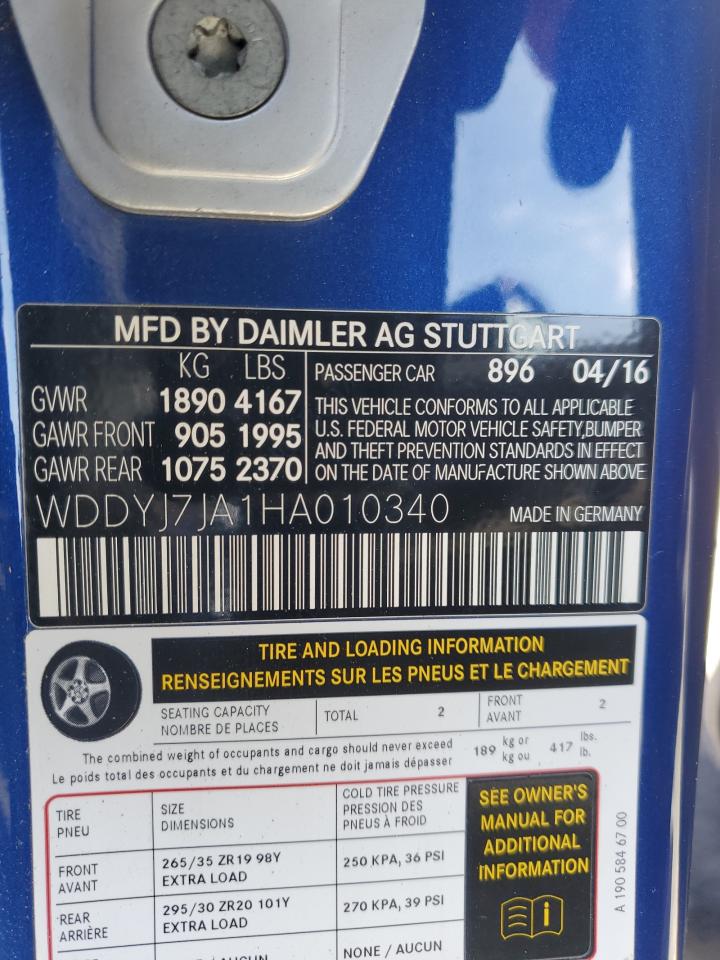 MFD BY DAIMLER AG STUTTGART
KG LBS
GVWR 1890 4167
GAWR FRONT 905 1995
GAWR REAR 1075 2370
PASSENGER CAR 896 04/16
THIS VEHICLE CONFORMS TO ALL APPLICABLE
U.S. FEDERAL MOTOR VEHICLE SAFETY,BUMPER
AND THEFT PREVENTION STANDARDS IN EFFECT
ON THE DATE OF MANUFACTURE SHOWN ABOVE
WDDYJ7JA1HA010340 MADE IN GERMANY
TIRE AND LOADING INFORMATION
RENSEIGNEMENTS SUR LES PNEUS ET LE CHARGEMENT
SEATING CAPACITY
NOMBRE DE PLACES
TOTAL 2
FRONT
AVANT
2
The combined weight of occupants and cargo should never exceed
Le poids total des occupants et du chargement ne doit jamais dépasser
189 kg or
kg ou
417 lbs.
lb.
TIRE
PNEU
SIZE
DIMENSIONS
COLD TIRE PRESSURE
PRESSION DES
PNEUS À FROID
FRONT
AVANT
265/35 ZR19 98Y
EXTRA LOAD
250 KPA, 36 PSI
REAR
ARRIÈRE
295/30 ZR20 101Y
EXTRA LOAD
270 KPA, 39 PSI
NONE / AUCUN
SEE OWNER'S
MANUAL FOR
ADDITIONAL
INFORMATION
A 190 584 67 00